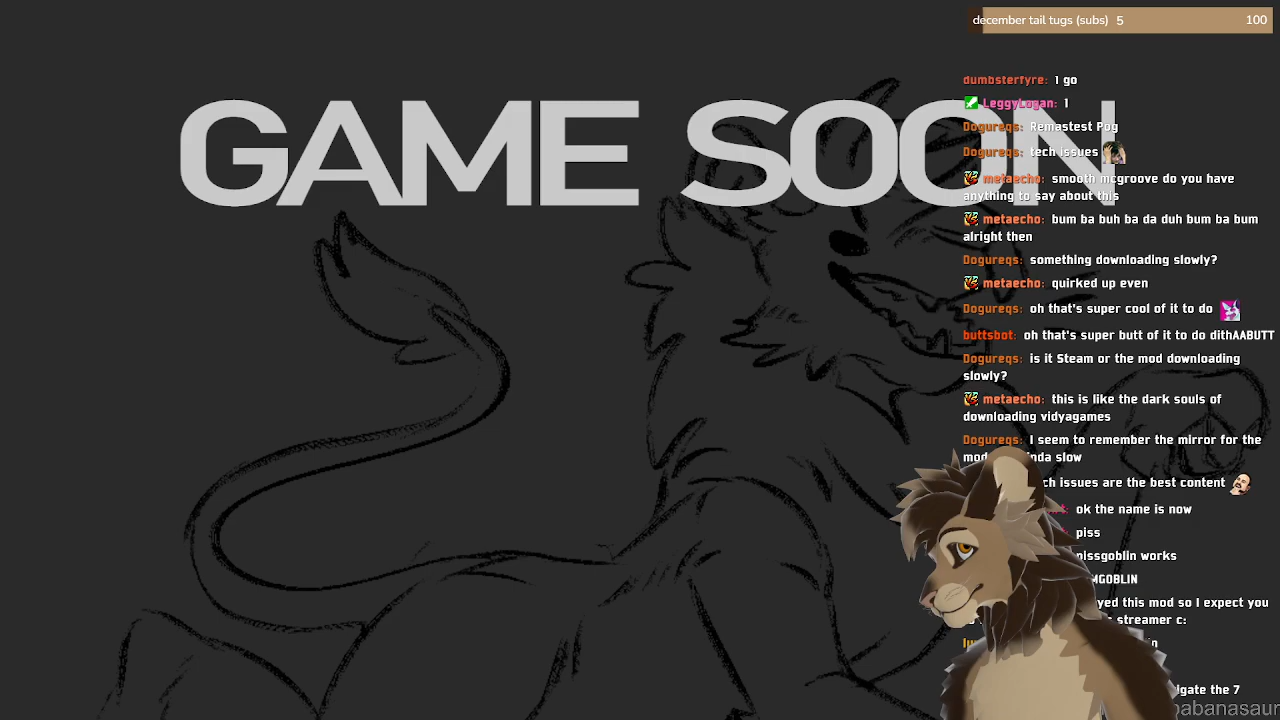 december tail tugs (subs) 5 100
GAME SOON
dumbsterfyre: 1 go
LeggyLogan: 1
Dogureqs: Remastest Pog
Dogureqs: tech issues
metaecho: smooth mcgroove do you have
anything to say about this
metaecho: bum ba buh ba da duh bum ba bum
alright then
Dogureqs: something downloading slowly?
metaecho: quirked up even
Dogureqs: oh that's super cool of it to do
buttsbot: oh that's super butt of it to do dithAABUTT
Dogureqs: is it Steam or the mod downloading
slowly?
metaecho: this is like the dark souls of
downloading vidyagames
Dogureqs: I seem to remember the mirror for the
slow
issues are the best content
ok the name is now
piss
pissgoblin works
this mod so I expect you
streamer c:
the 7